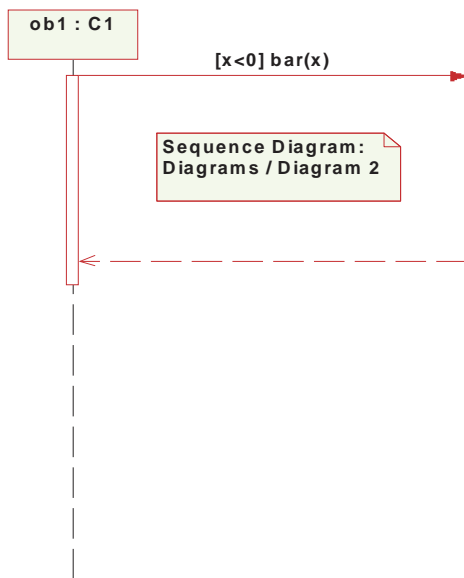 ob1 : C1
[x<0] bar(x)
Sequence Diagram:
Diagrams / Diagram 2